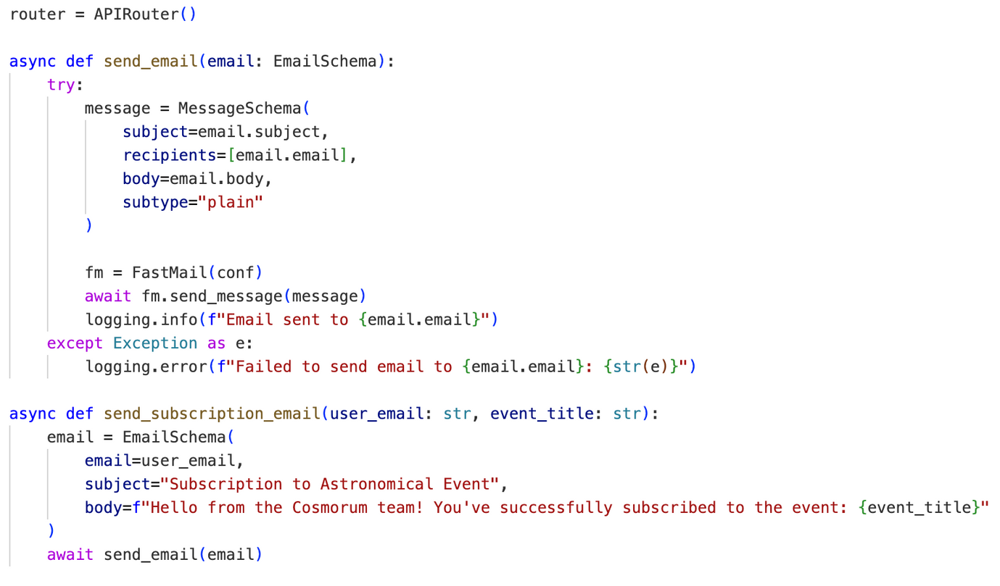 router = APIRouter()

async def send_email(email: EmailSchema):
    try:
        message = MessageSchema(
            subject=email.subject,
            recipients=[email.email],
            body=email.body,
            subtype="plain"
        )

        fm = FastMail(conf)
        await fm.send_message(message)
        logging.info(f"Email sent to {email.email}")
    except Exception as e:
        logging.error(f"Failed to send email to {email.email}: {str(e)}")

async def send_subscription_email(user_email: str, event_title: str):
    email = EmailSchema(
        email=user_email,
        subject="Subscription to Astronomical Event",
        body=f"Hello from the Cosmorum team! You've successfully subscribed to the event: {event_title}"
    )
    await send_email(email)